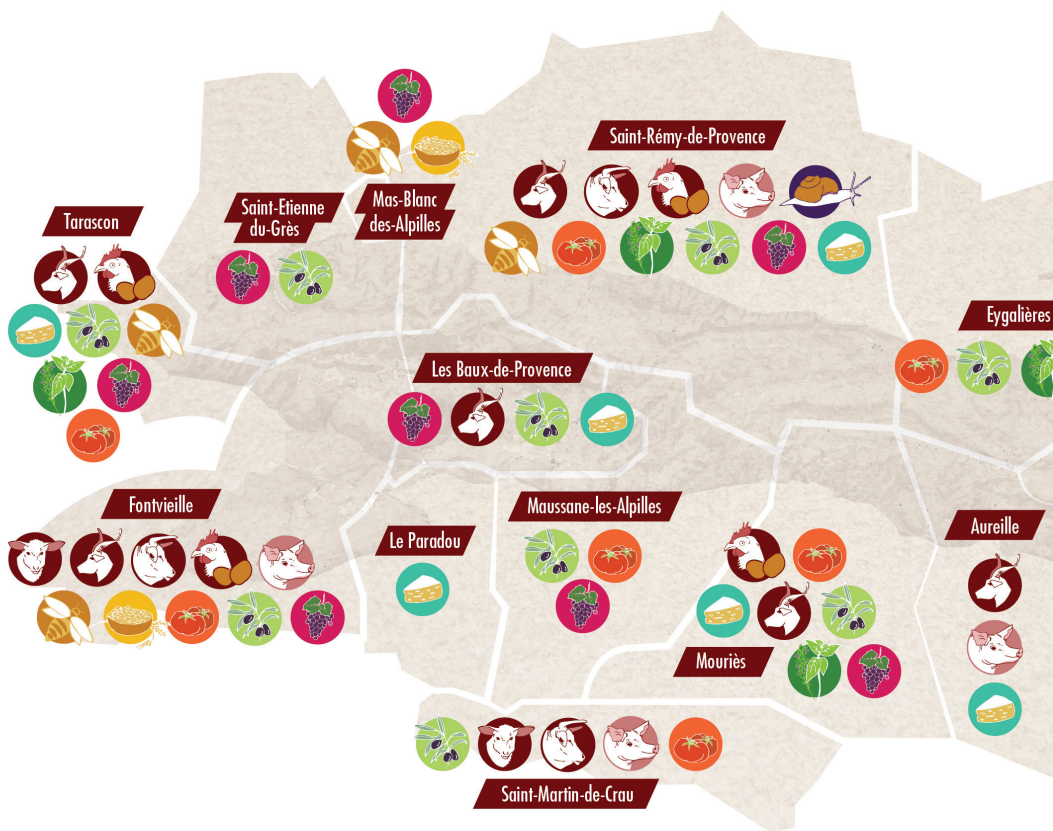 Saint-Rémy-de-Provence
Mas-Blanc
des-Alpilles
Saint-Etienne
du-Grès
Tarascon
Eygalières
Les Baux-de-Provence
Fontvieille
Maussane-les-Alpilles
Le Paradou
Aureille
Mouriès
Saint-Martin-de-Crau